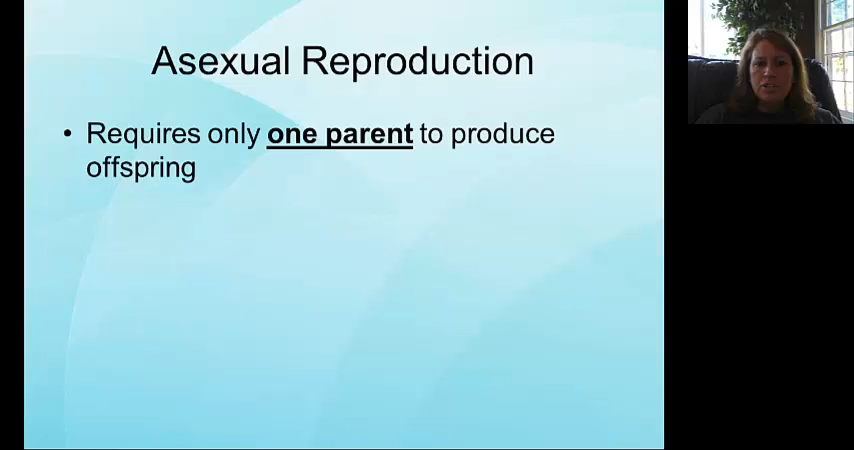 Asexual Reproduction
• Requires only one parent to produce
offspring